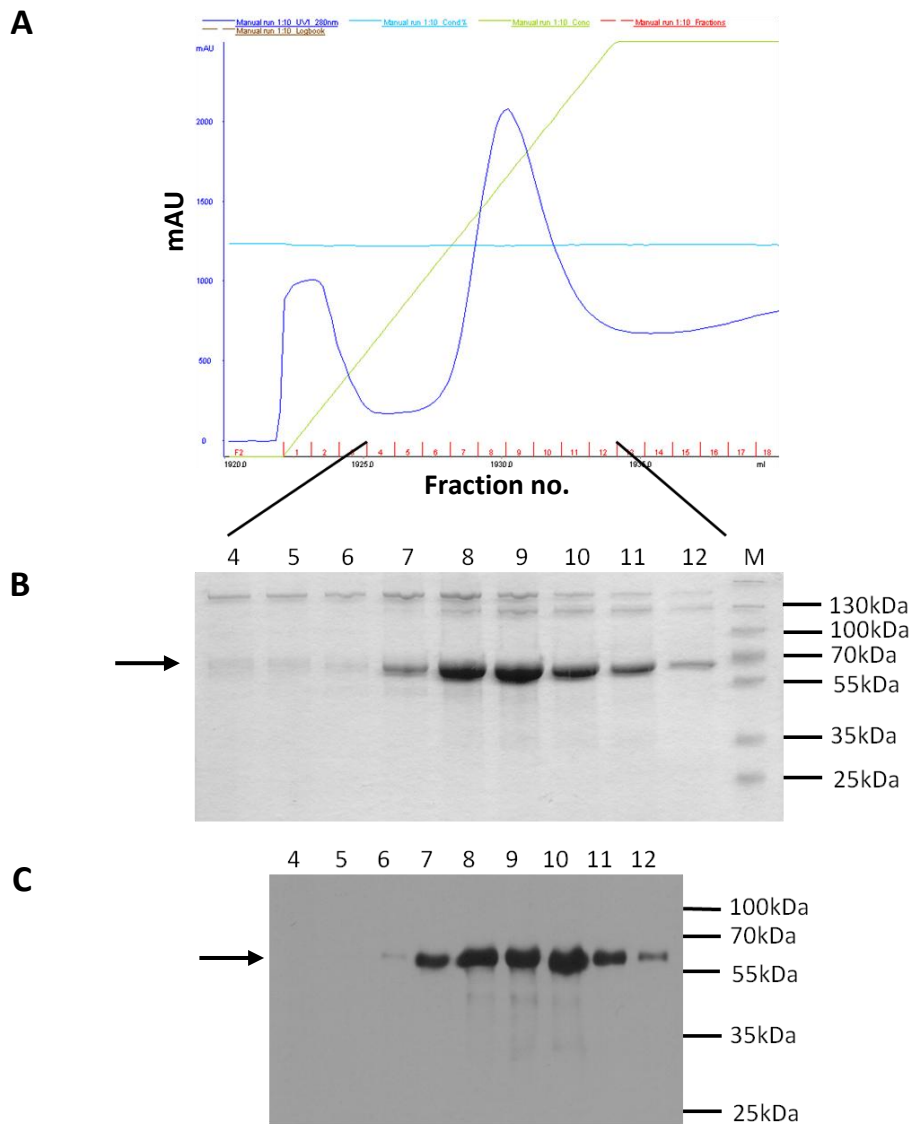 A
Manual run 1:10_UV1_280nm Manual run 1:10_Cond% Manual run 1:10_Conc Manual run 1:10_Fractions
Manual run 1:10_Logbook
mAU
2000
1500
1000
500
0
mAU
F2 1 2 3 4 5 6 7 8 9 10 11 12 13 14 15 16 17 18
1920.0 1925.0 1930.0 1935.0 ml
Fraction no.
4 5 6 7 8 9 10 11 12 M
B
130kDa
100kDa
70kDa
55kDa
35kDa
25kDa
4 5 6 7 8 9 10 11 12
C
100kDa
70kDa
55kDa
35kDa
25kDa